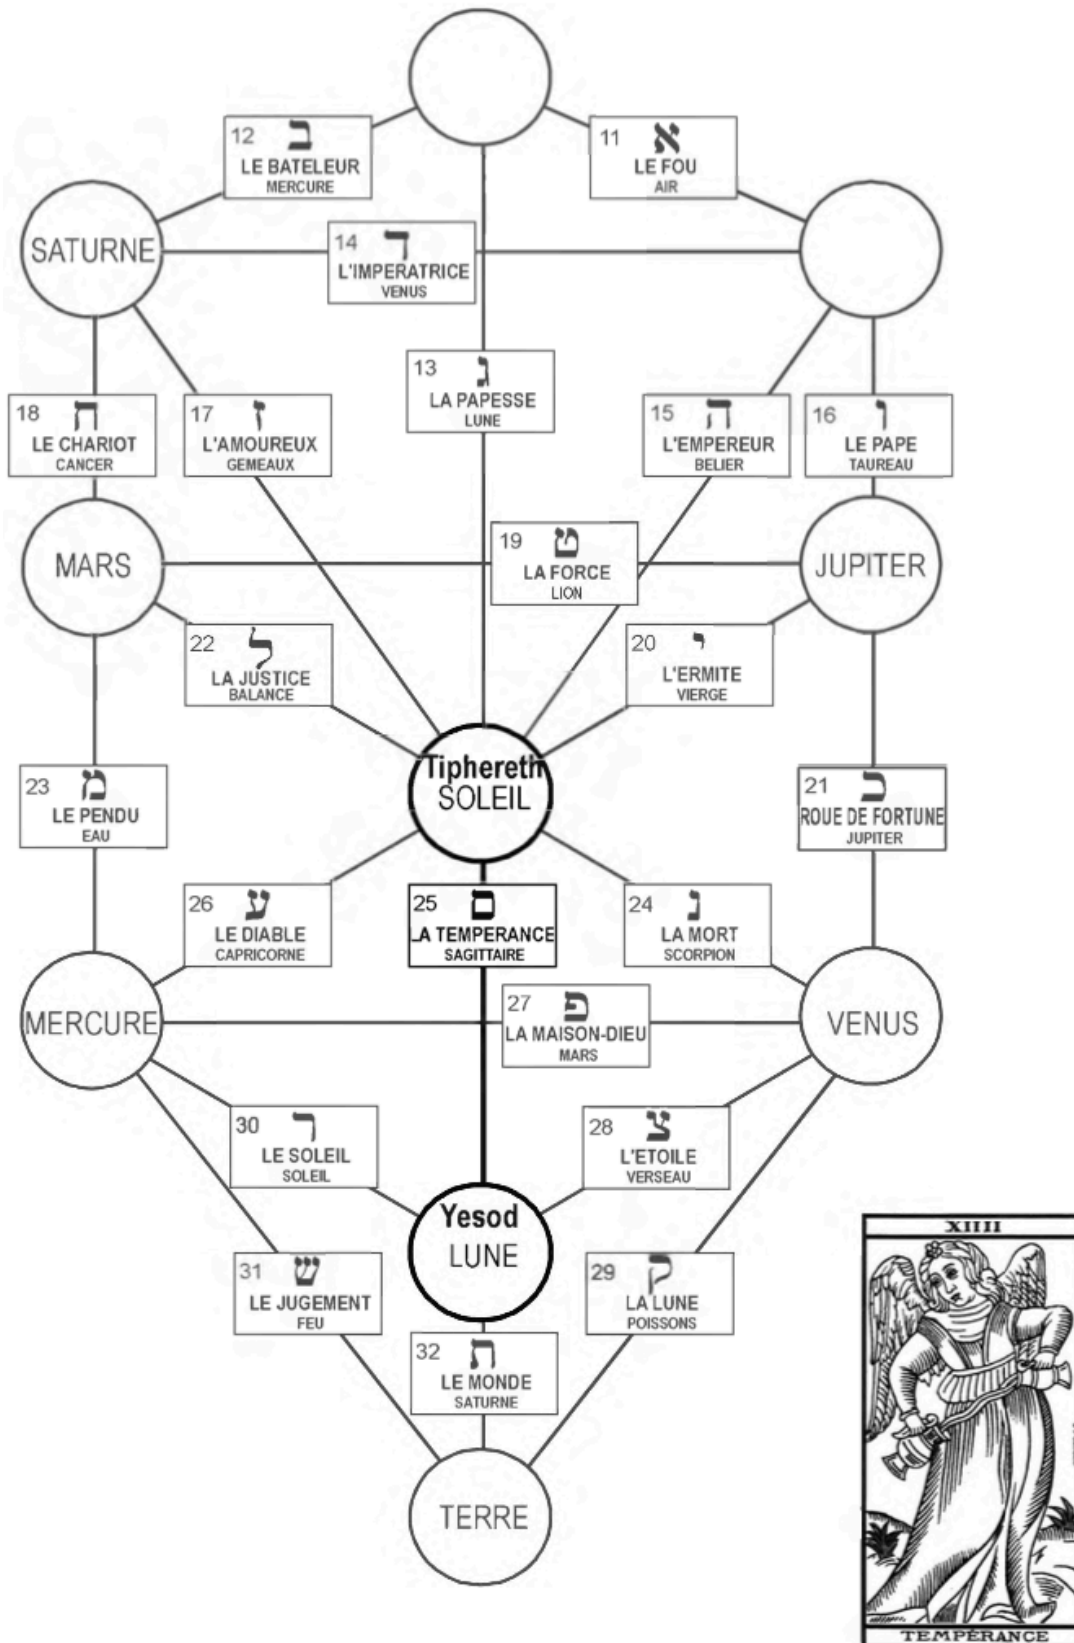 12 ב
LE BATELEUR
MERCURE
11 א
LE FOU
AIR
SATURNE
14 ד
L'IMPERATRICE
VENUS
13 נ
LA PAPESSE
LUNE
18 ח
LE CHARIOT
CANCER
17 ז
L'AMOUREUX
GEMEAUX
15 ה
L'EMPEREUR
BELIER
16 ו
LE PAPE
TAUREAU
MARS
19 ט
LA FORCE
LION
JUPITER
22 ל
LA JUSTICE
BALANCE
20 י
L'ERMITE
VIERGE
Tiphereth
SOLEIL
23 מ
LE PENDU
EAU
21 כ
ROUE DE FORTUNE
JUPITER
26 ע
LE DIABLE
CAPRICORNE
25 ם
LA TEMPERANCE
SAGITTAIRE
24 נ
LA MORT
SCORPION
MERCURE
27 פ
LA MAISON-DIEU
MARS
VENUS
30 ר
LE SOLEIL
SOLEIL
28 צ
L'ETOILE
VERSEAU
Yesod
LUNE
31 ש
LE JUGEMENT
FEU
29 ק
LA LUNE
POISSONS
32 ת
LE MONDE
SATURNE
TERRE
XIIII
TEMPÉRANCE